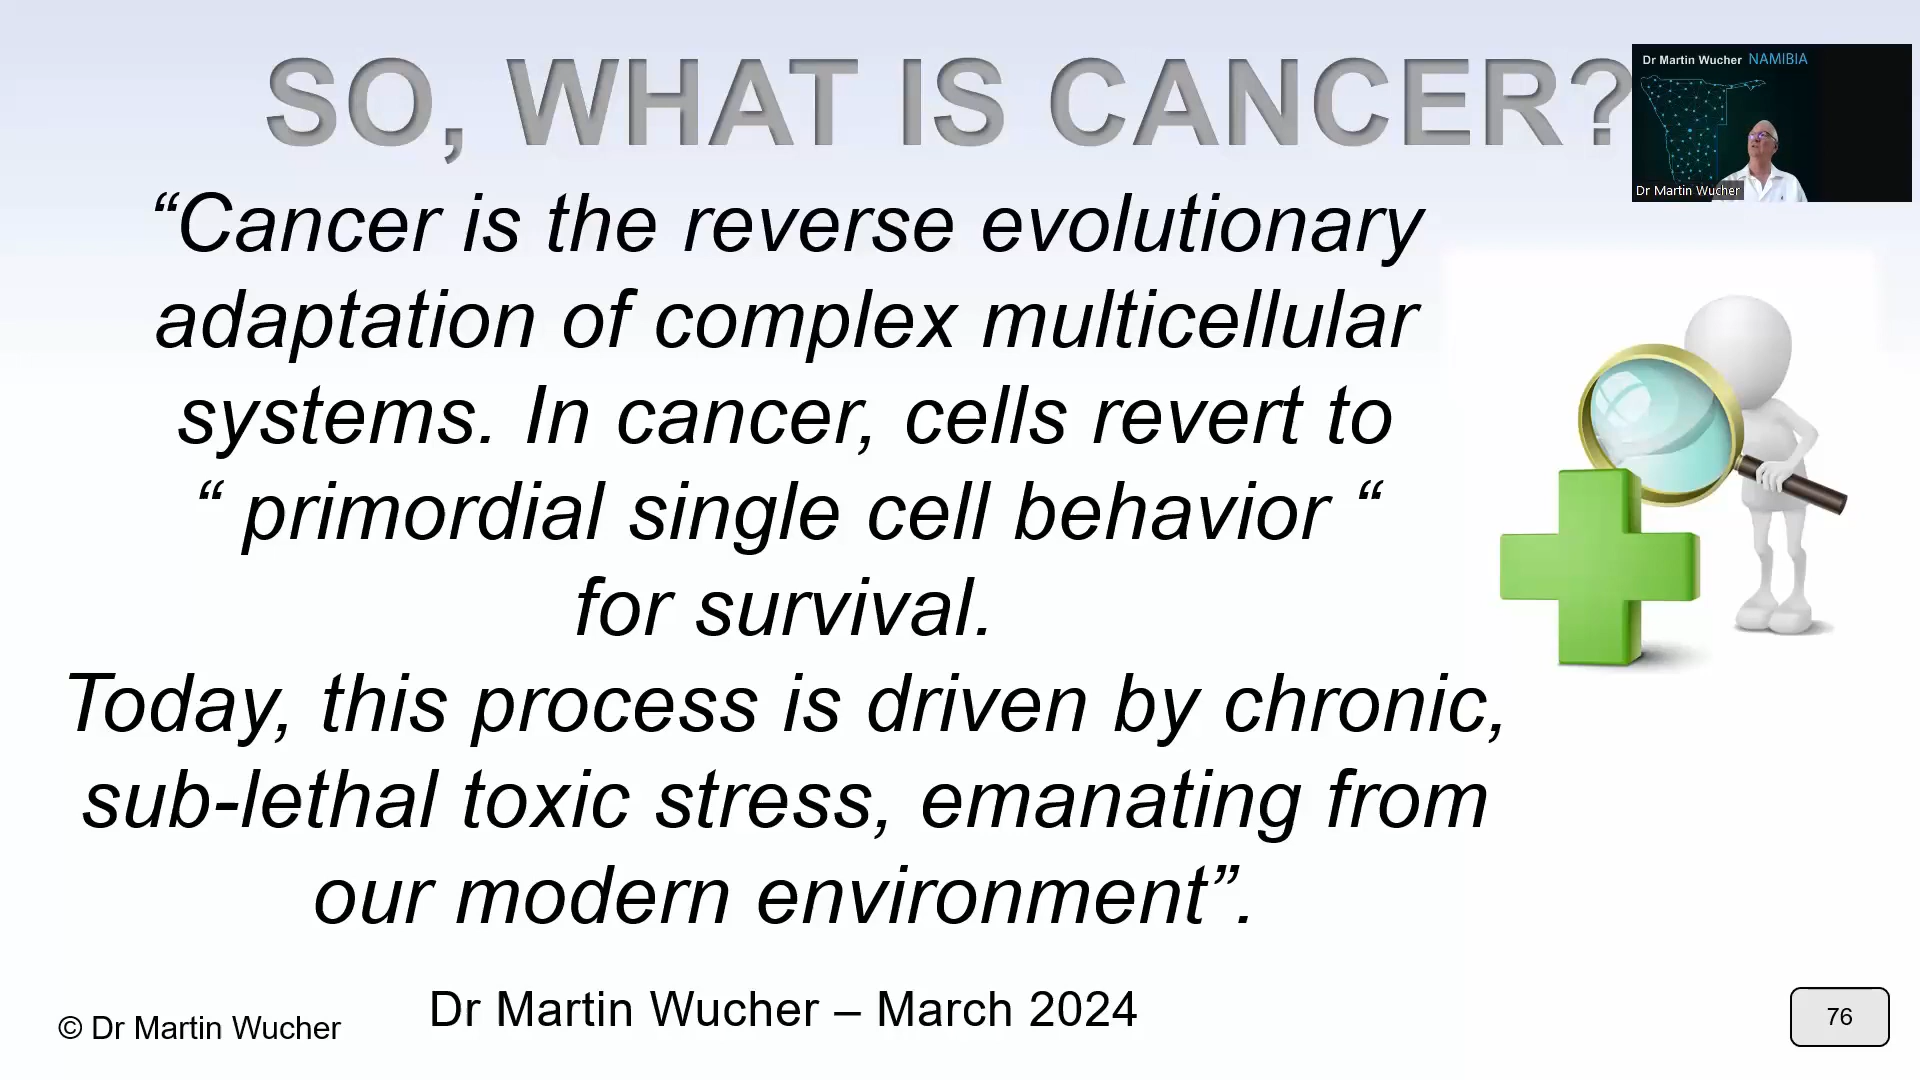 SO, WHAT IS CANCER?
Dr Martin Wucher NAMIBIA
Dr Martin Wucher
“Cancer is the reverse evolutionary
adaptation of complex multicellular
systems. In cancer, cells revert to
“ primordial single cell behavior “
for survival.
Today, this process is driven by chronic,
sub-lethal toxic stress, emanating from
our modern environment”.
Dr Martin Wucher – March 2024
© Dr Martin Wucher
76